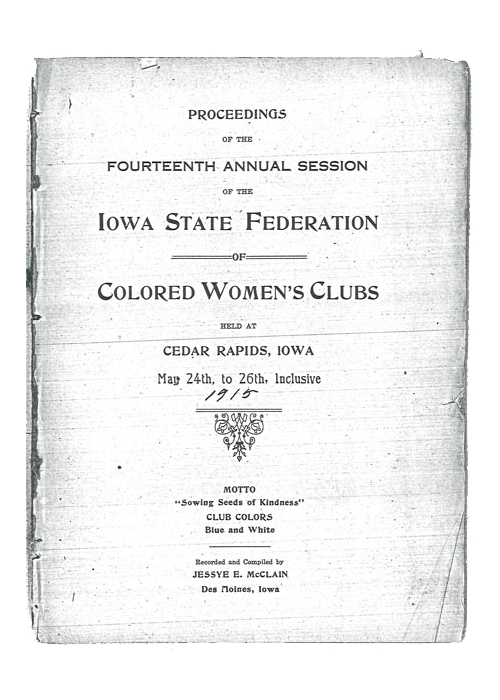 PROCEEDINGS
OF THE
FOURTEENTH ANNUAL SESSION
OF THE
IOWA STATE FEDERATION
OF
COLORED WOMEN'S CLUBS
HELD AT
CEDAR RAPIDS, IOWA
May 24th, to 26th, Inclusive
1915
MOTTO
"Sowing Seeds of Kindness"
CLUB COLORS
Blue and White
Recorded and Compiled by
JESSYE E. McCLAIN
Des Moines, Iowa